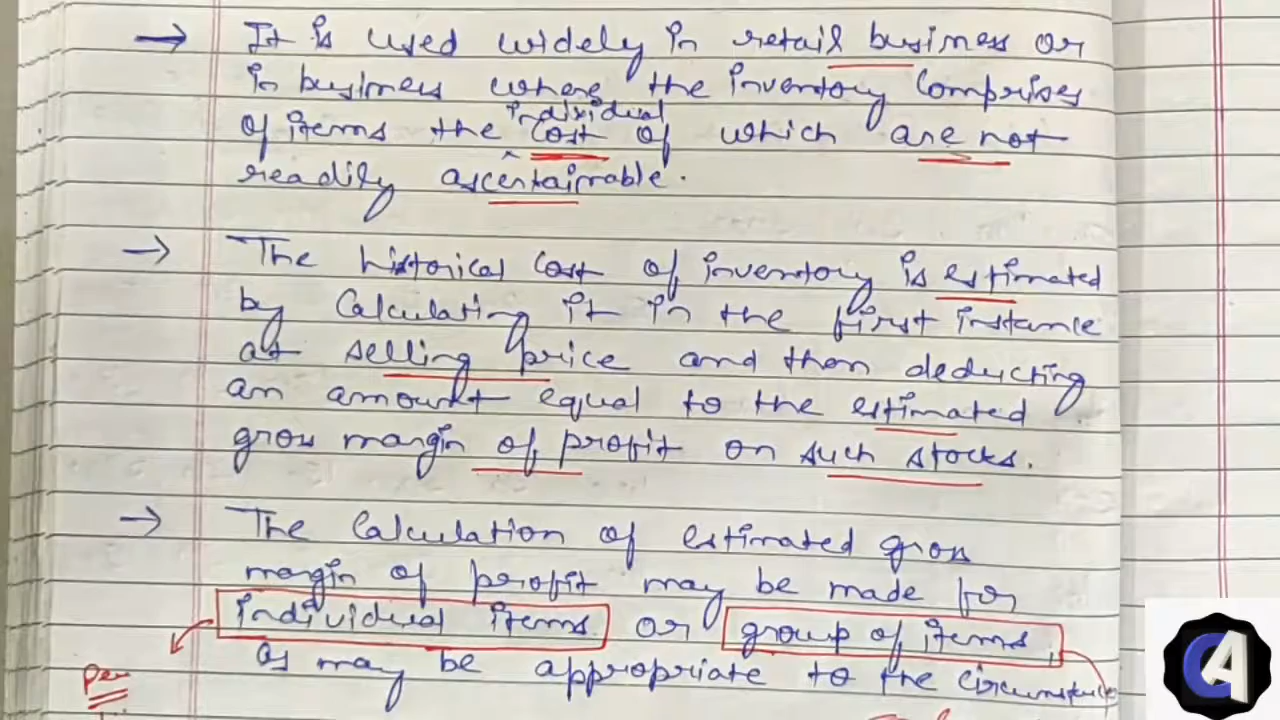 → It is used widely in retail business or
in business where the inventory comprises
individual
of items the cost of which are not
readily ascertainable.
→ The historical cost of inventory is estimated
by calculating it in the first instance
at selling price and then deducting
an amount equal to the estimated
gross margin of profit on such stocks.
→ The calculation of estimated gross
margin of profit may be made for
individual items or group of items,
as may be appropriate to the circumstance
Pen
CA